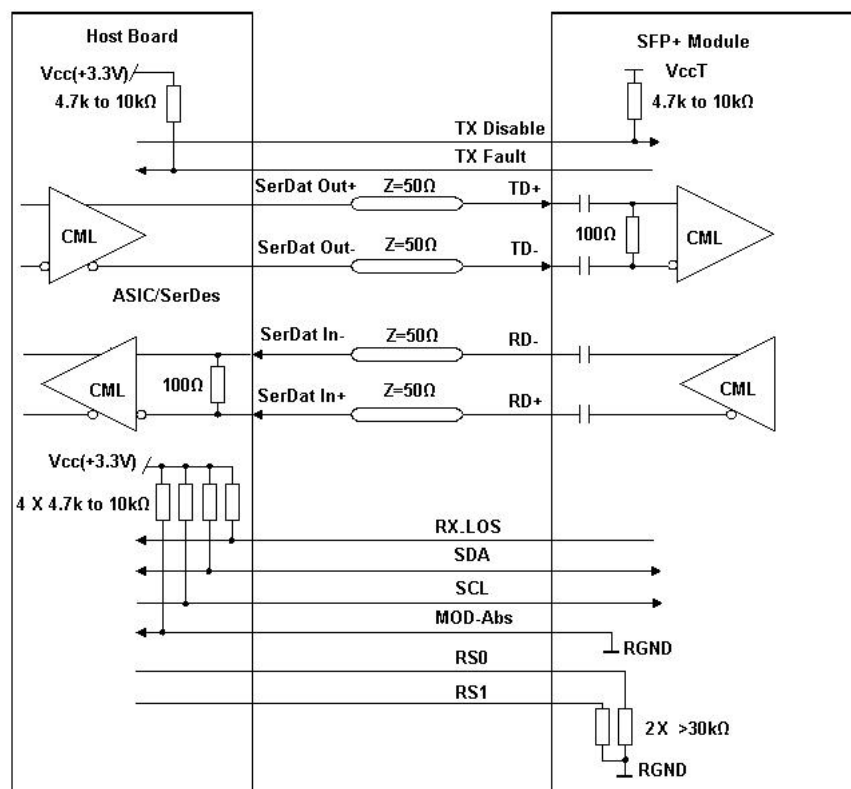 Host Board
SFP+ Module
Vcc(+3.3V)
4.7k to 10kΩ
VccT
4.7k to 10kΩ
TX Disable
TX Fault
SerDat Out+
Z=50Ω
TD+
CML
100Ω
CML
SerDat Out-
Z=50Ω
TD-
ASIC/SerDes
SerDat In-
Z=50Ω
RD-
CML
100Ω
SerDat In+
Z=50Ω
RD+
CML
Vcc(+3.3V)
4 X 4.7k to 10kΩ
RX_LOS
SDA
SCL
MOD-Abs
RGND
RS0
RS1
2X >30kΩ
RGND